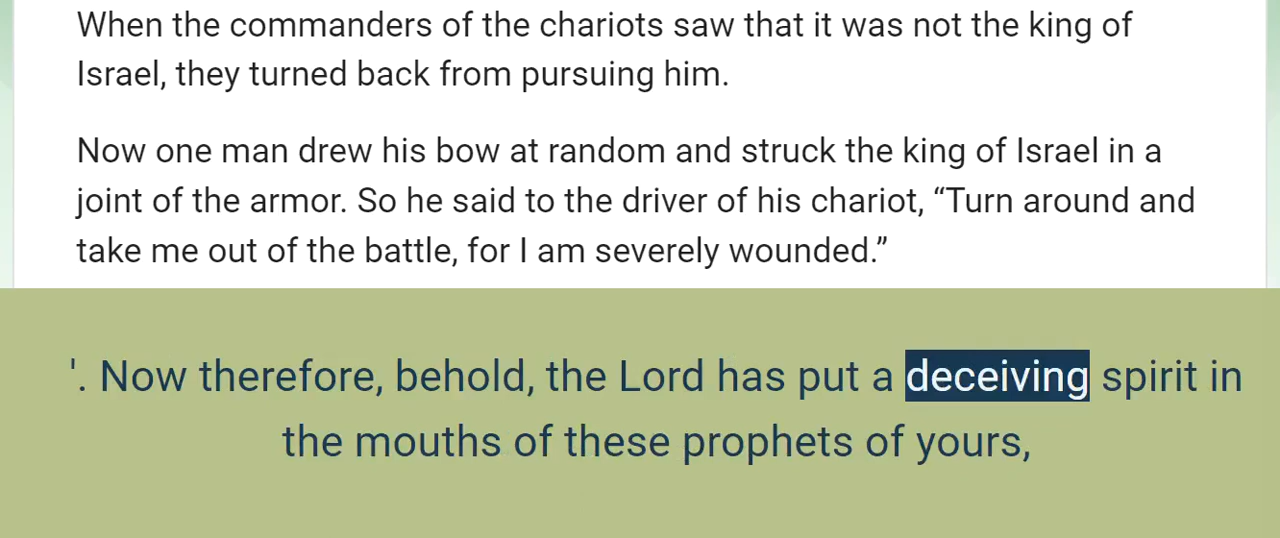 When the commanders of the chariots saw that it was not the king of
Israel, they turned back from pursuing him.
Now one man drew his bow at random and struck the king of Israel in a
joint of the armor. So he said to the driver of his chariot, “Turn around and
take me out of the battle, for I am severely wounded.”
'. Now therefore, behold, the Lord has put a deceiving spirit in
the mouths of these prophets of yours,